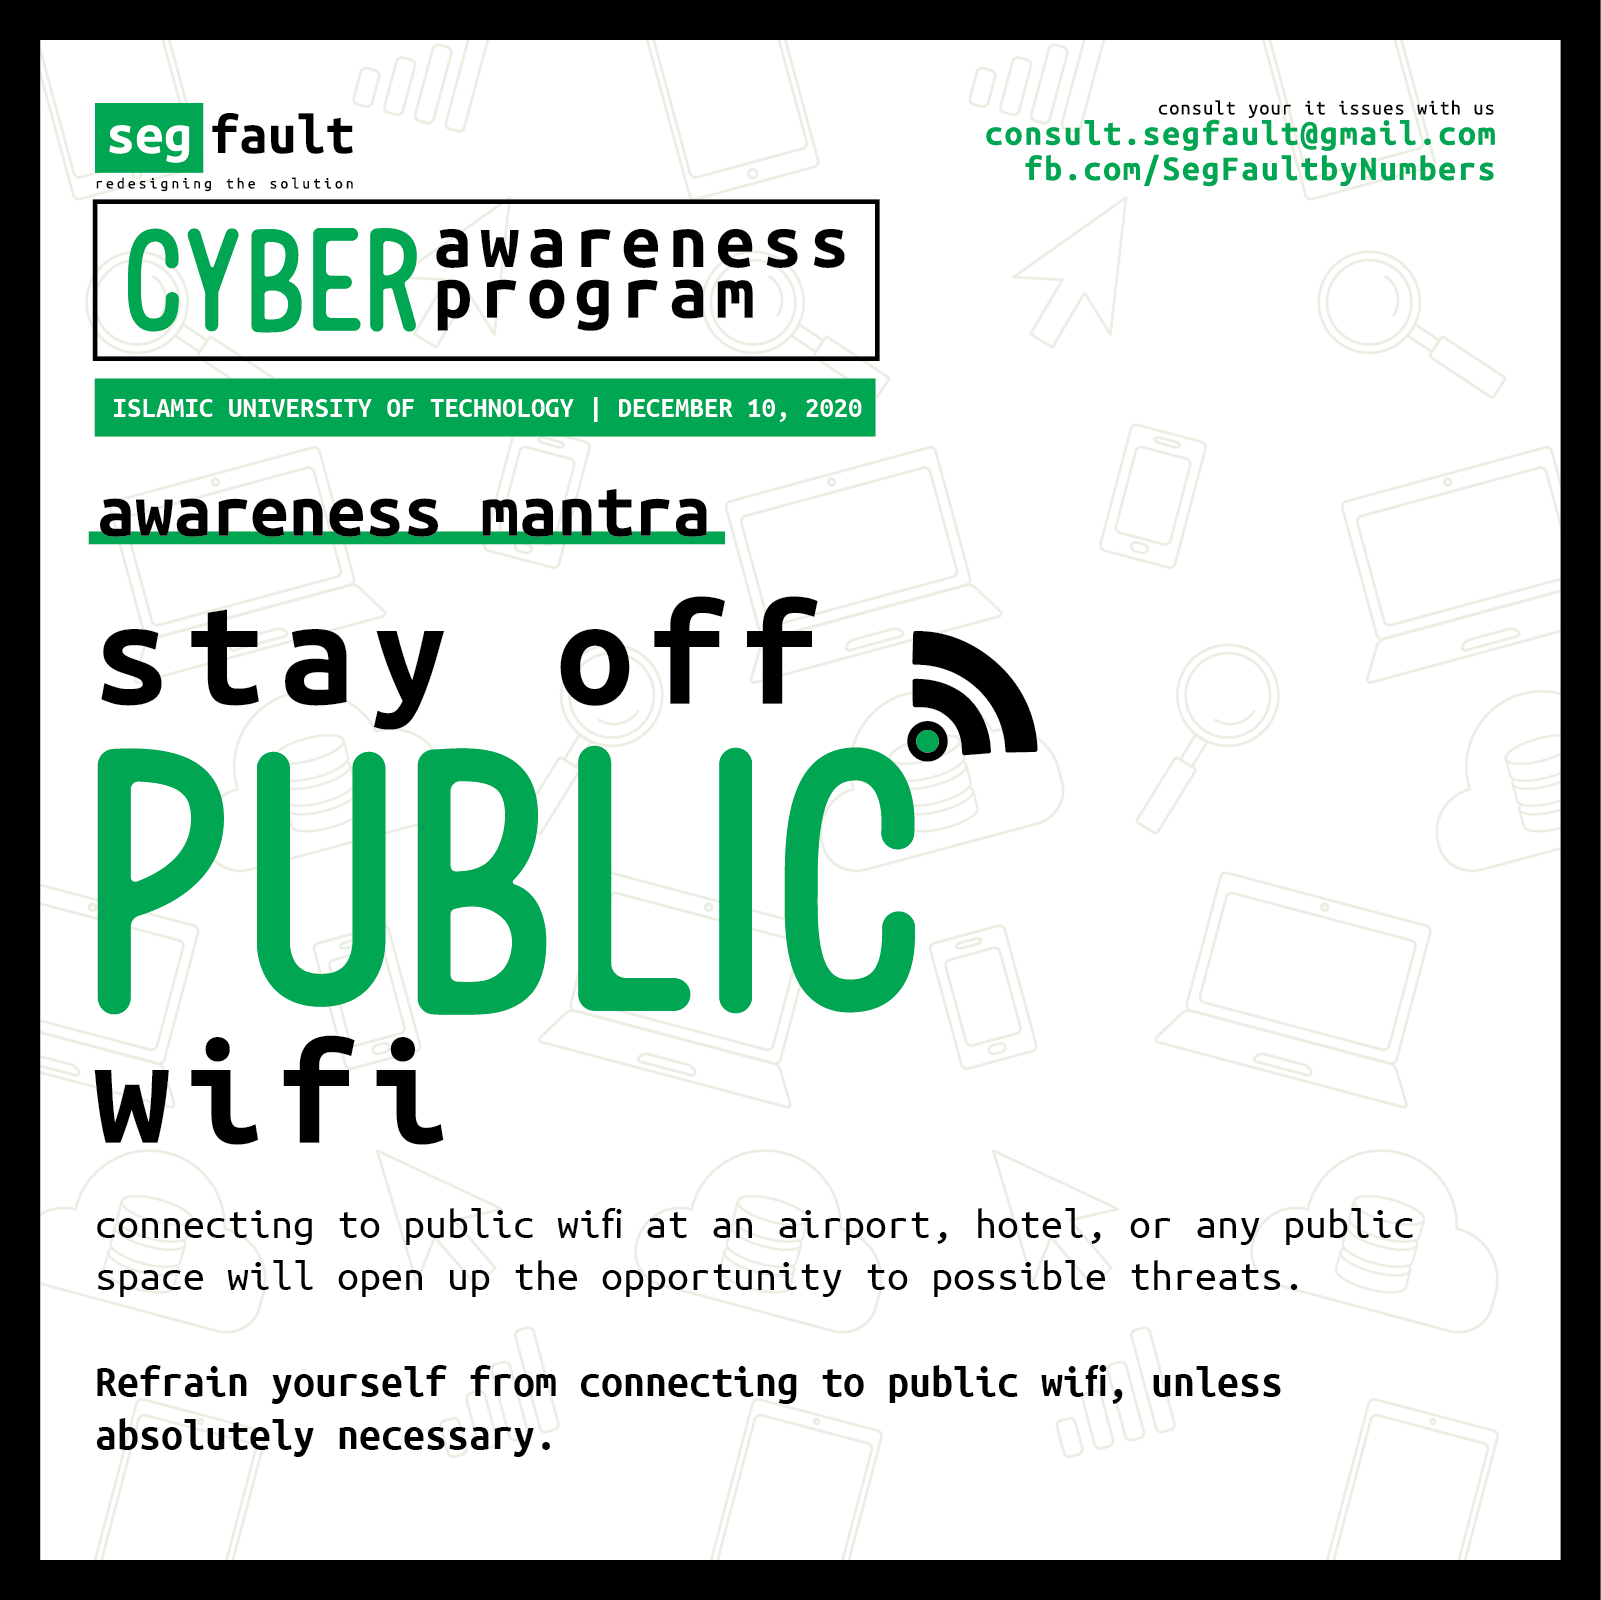 seg fault
redesigning the solution
consult your it issues with us
consult.segfault@gmail.com
fb.com/SegFaultbyNumbers
CYBER awareness
program
ISLAMIC UNIVERSITY OF TECHNOLOGY | DECEMBER 10, 2020
awareness mantra
stay off
PUBLIC
wifi
connecting to public wifi at an airport, hotel, or any public
space will open up the opportunity to possible threats.
Refrain yourself from connecting to public wifi, unless
absolutely necessary.